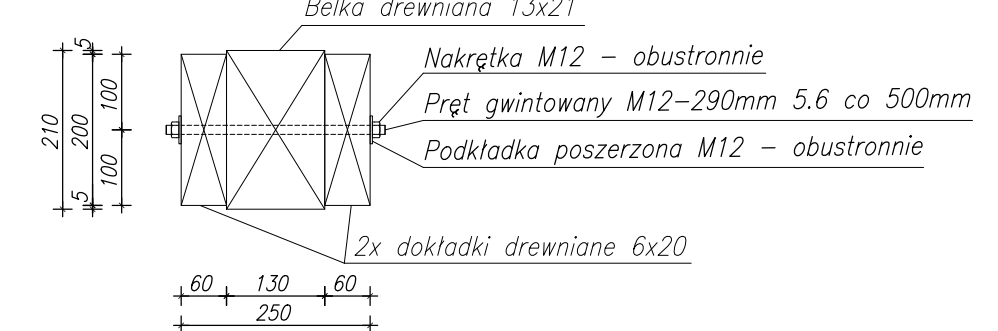 Belka drewniana 13x21
Nakrętka M12 – obustronnie
Pręt gwintowany M12–290mm 5.6 co 500mm
Podkładka poszerzona M12 – obustronnie
2x dokładki drewniane 6x20
210
5
200
5
100
100
60
130
60
250